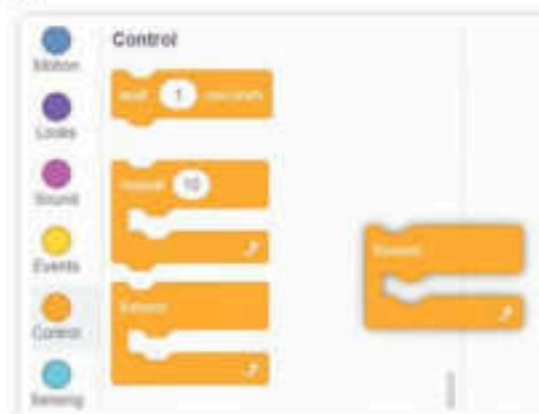 Control
Motion
wait 1 seconds
Looks
repeat 10
Sound
Events
forever
forever
Control
Sensing